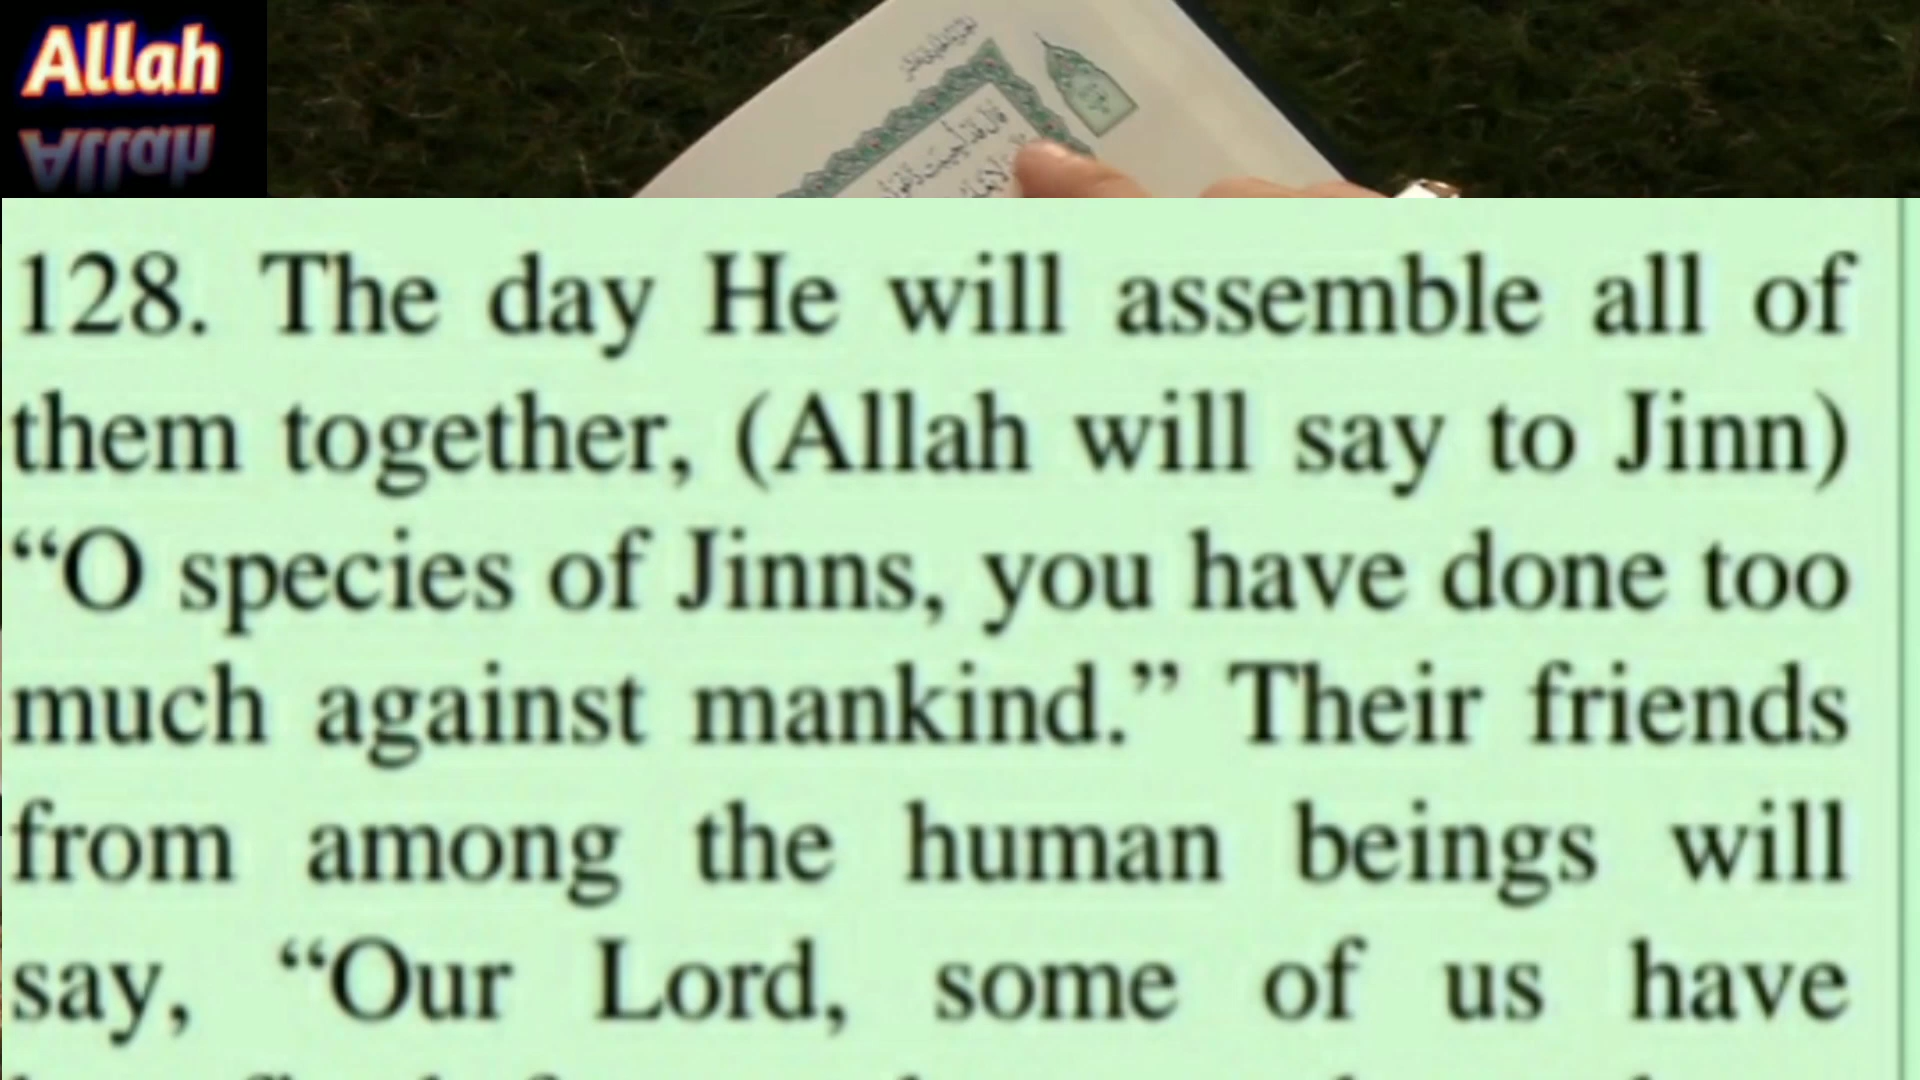 Allah
128. The day He will assemble all of
them together, (Allah will say to Jinn)
“O species of Jinns, you have done too
much against mankind.” Their friends
from among the human beings will
say, “Our Lord, some of us have